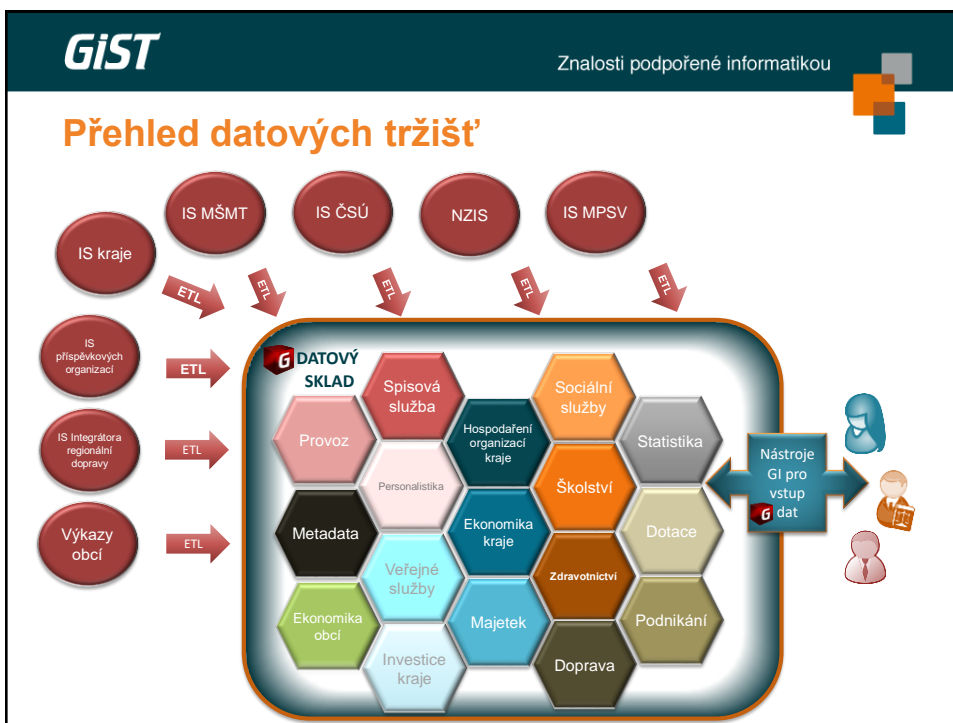 GiST
Znalosti podpořené informatikou
Přehled datových tržišť
IS MŠMT
IS ČSÚ
NZIS
IS MPSV
IS kraje
ETL
ETL
ETL
ETL
ETL
IS
příspěvkových
organizací
ETL
IS Integrátora
regionální
dopravy
ETL
Výkazy
obcí
ETL
G DATOVÝ
SKLAD
Provoz
Metadata
Ekonomika
obcí
Spisová
služba
Personalistika
Veřejné
služby
Investice
kraje
Hospodaření
organizací
kraje
Ekonomika
kraje
Majetek
Sociální
služby
Školství
Zdravotnictví
Doprava
Statistika
Dotace
Podnikání
Nástroje
GI pro
vstup
G dat